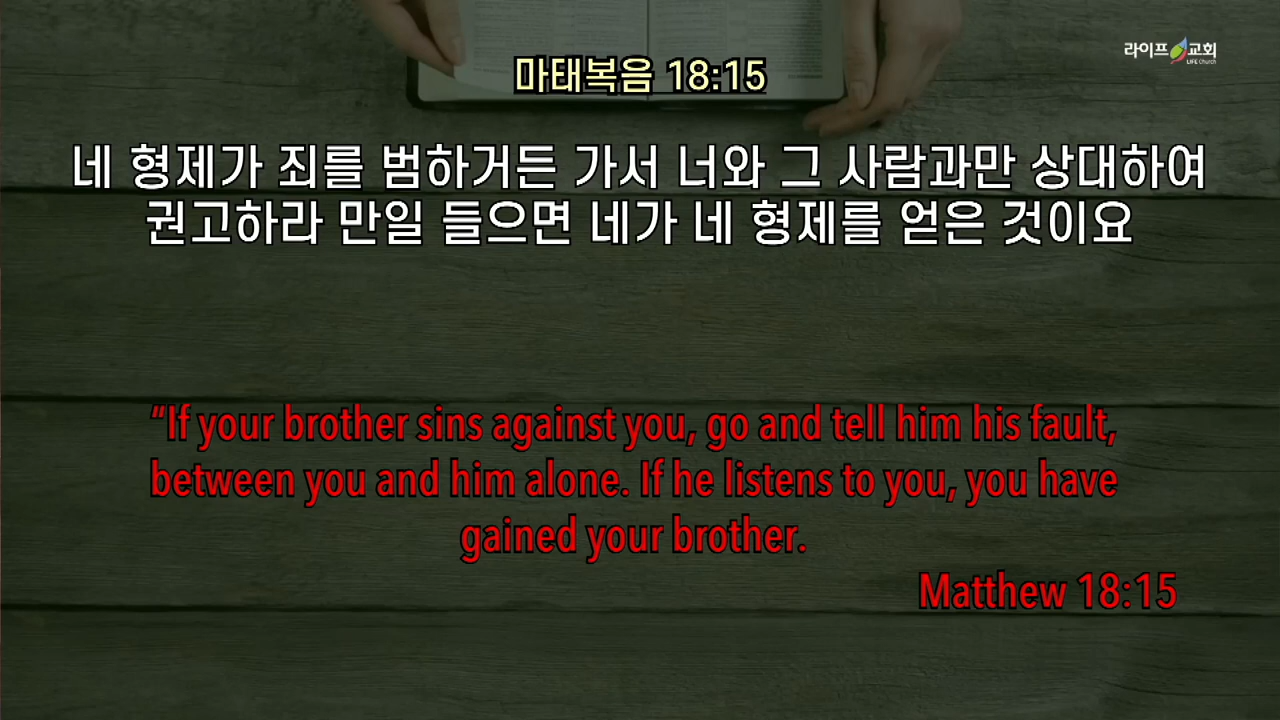 라이프 교회
LIFE Church
마태복음 18:15
네 형제가 죄를 범하거든 가서 너와 그 사람과만 상대하여
권고하라 만일 들으면 네가 네 형제를 얻은 것이요
“If your brother sins against you, go and tell him his fault,
between you and him alone. If he listens to you, you have
gained your brother.
Matthew 18:15